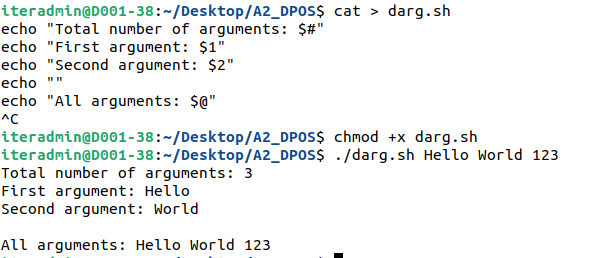 iteradmin@D001-38:~/Desktop/A2_DPOS$ cat > darg.sh
echo "Total number of arguments: $#"
echo "First argument: $1"
echo "Second argument: $2"
echo ""
echo "All arguments: $@"
^C
iteradmin@D001-38:~/Desktop/A2_DPOS$ chmod +x darg.sh
iteradmin@D001-38:~/Desktop/A2_DPOS$ ./darg.sh Hello World 123
Total number of arguments: 3
First argument: Hello
Second argument: World

All arguments: Hello World 123